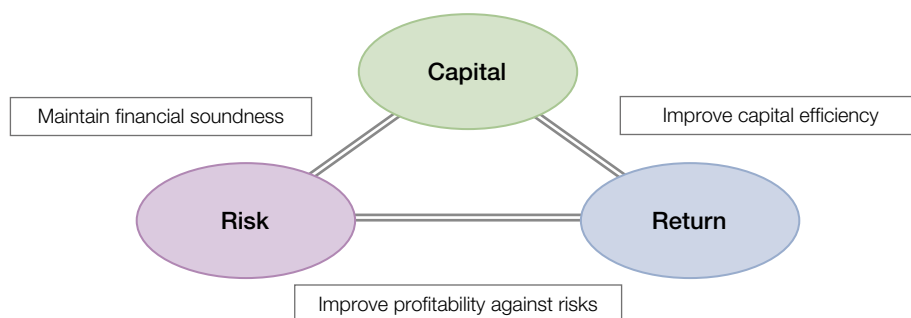 Capital
Maintain financial soundness
Improve capital efficiency
Risk
Return
Improve profitability against risks